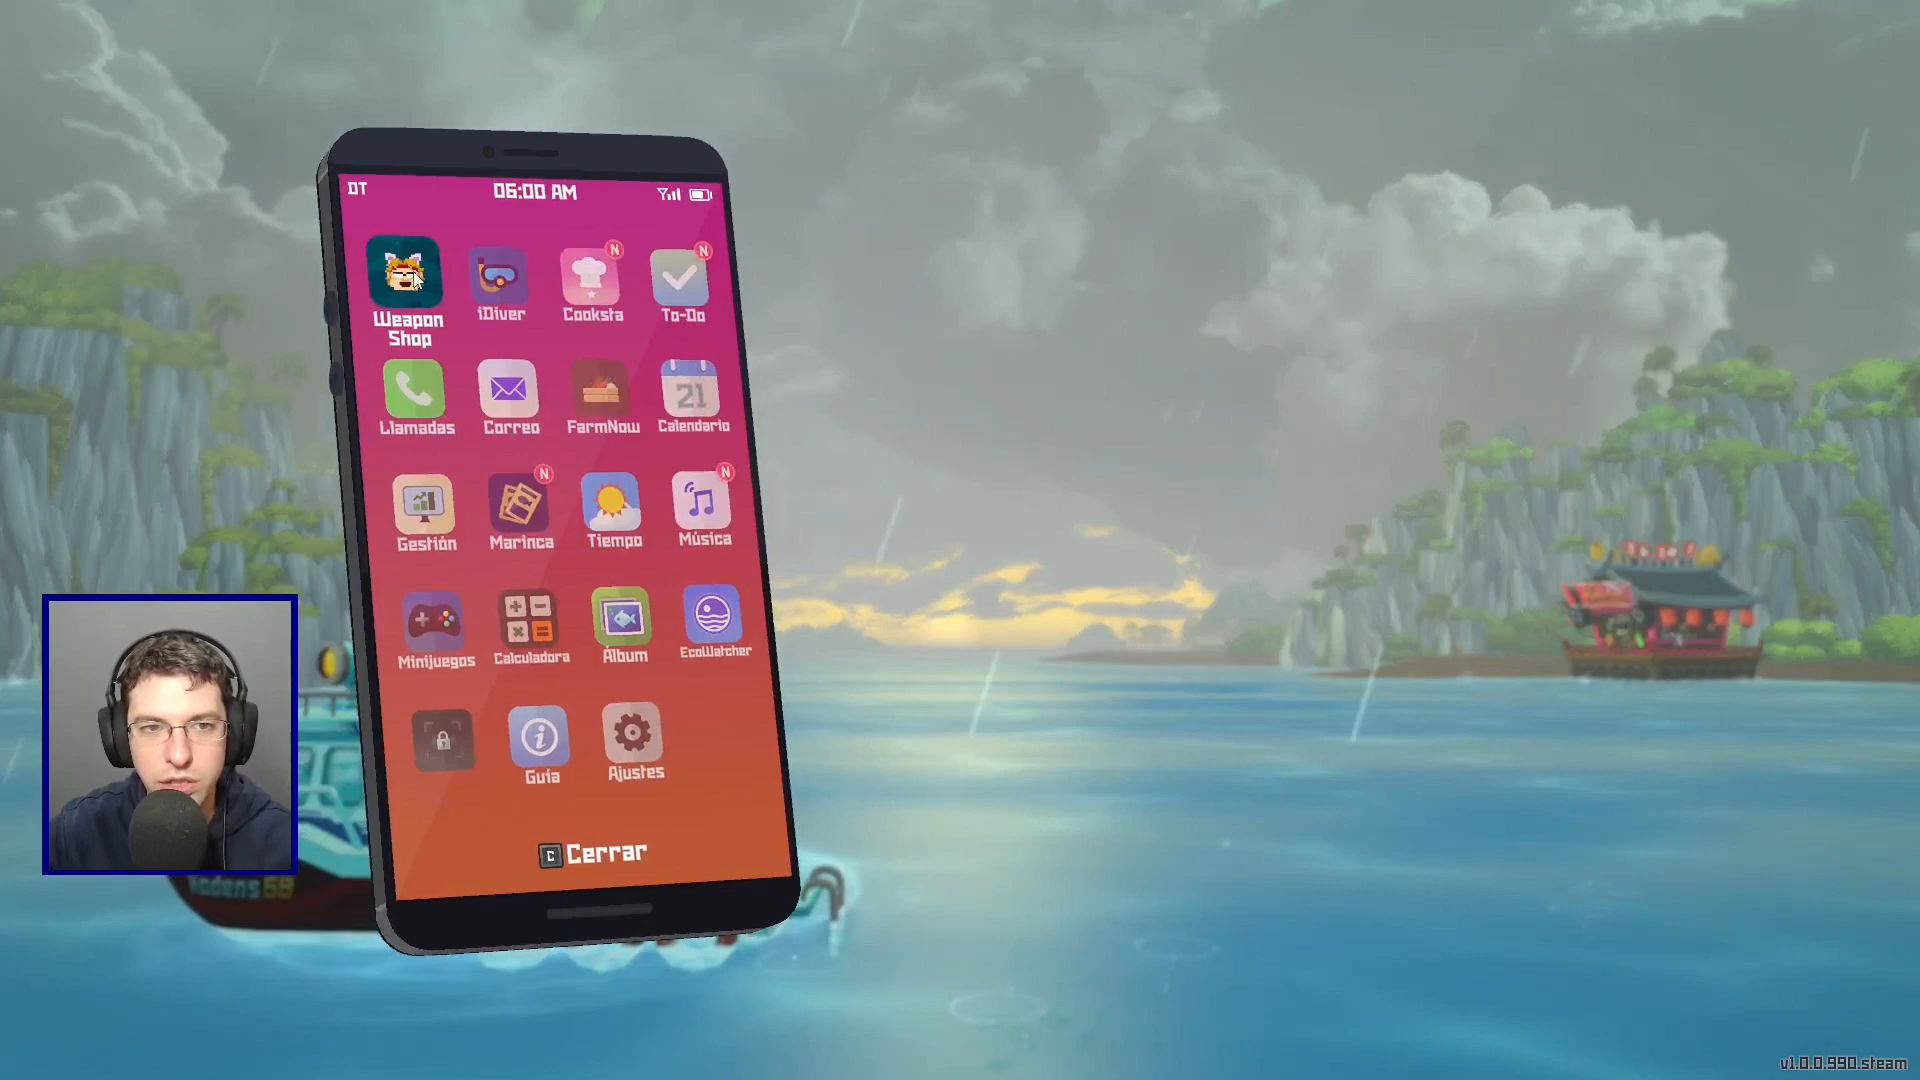 DT
06:00 AM
Weapon
Shop
iDiver
N
Cooksta
N
To-Do
Llamadas
Correo
FarmNow
21
Calendario
Gestión
N
Marinca
Tiempo
N
Música
Minijuegos
Calculadora
Álbum
EcoWatcher
Guía
Ajustes
C Cerrar
v1.0.0.990.steam